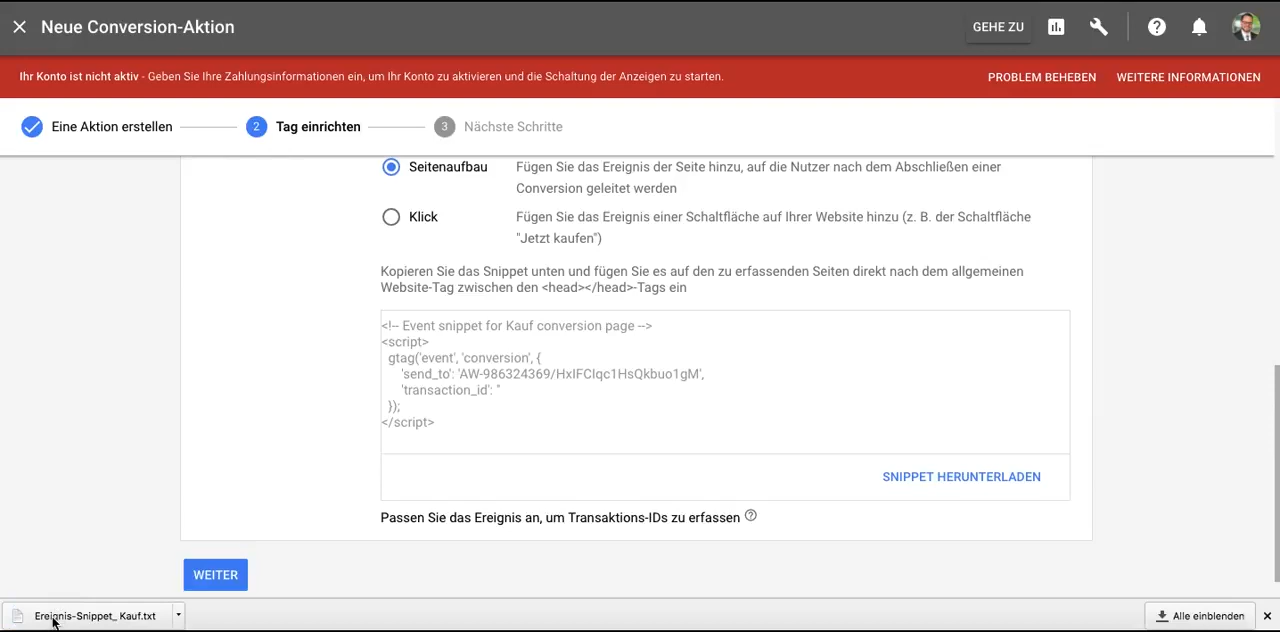 Neue Conversion-Aktion
GEHE ZU
Ihr Konto ist nicht aktiv - Geben Sie Ihre Zahlungsinformationen ein, um Ihr Konto zu aktivieren und die Schaltung der Anzeigen zu starten.
PROBLEM BEHEBEN
WEITERE INFORMATIONEN
Eine Aktion erstellen
2 Tag einrichten
3 Nächste Schritte
Seitenaufbau
Fügen Sie das Ereignis der Seite hinzu, auf die Nutzer nach dem Abschließen einer
Conversion geleitet werden
Klick
Fügen Sie das Ereignis einer Schaltfläche auf Ihrer Website hinzu (z. B. der Schaltfläche
"Jetzt kaufen")
Kopieren Sie das Snippet unten und fügen Sie es auf den zu erfassenden Seiten direkt nach dem allgemeinen
Website-Tag zwischen den <head></head>-Tags ein
<!-- Event snippet for Kauf conversion page -->
<script>
gtag('event', 'conversion', {
'send_to': 'AW-986324369/HxIFCIqc1HsQkbuo1gM',
'transaction_id': ''
});
</script>
SNIPPET HERUNTERLADEN
Passen Sie das Ereignis an, um Transaktions-IDs zu erfassen
WEITER
Ereignis-Snippet_ Kauf.txt
Alle einblenden